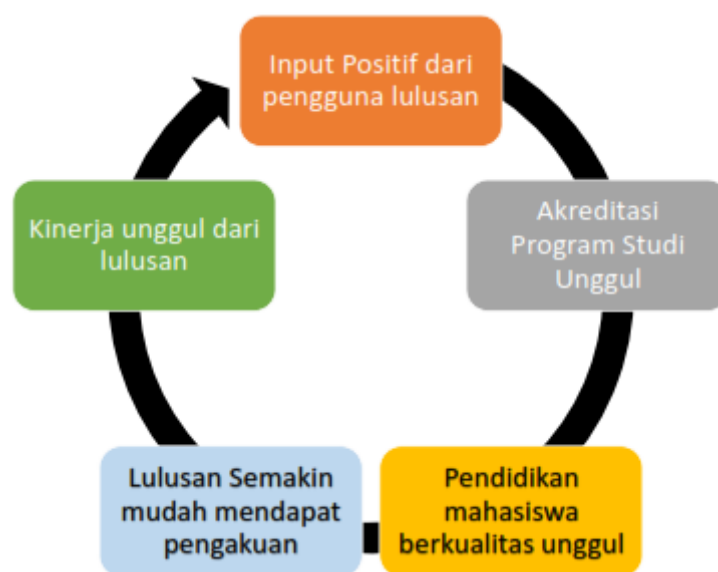 Input Positif dari
pengguna lulusan
Akreditasi
Program Studi
Unggul
Pendidikan
mahasiswa
berkualitas unggul
Lulusan Semakin
mudah mendapat
pengakuan
Kinerja unggul dari
lulusan